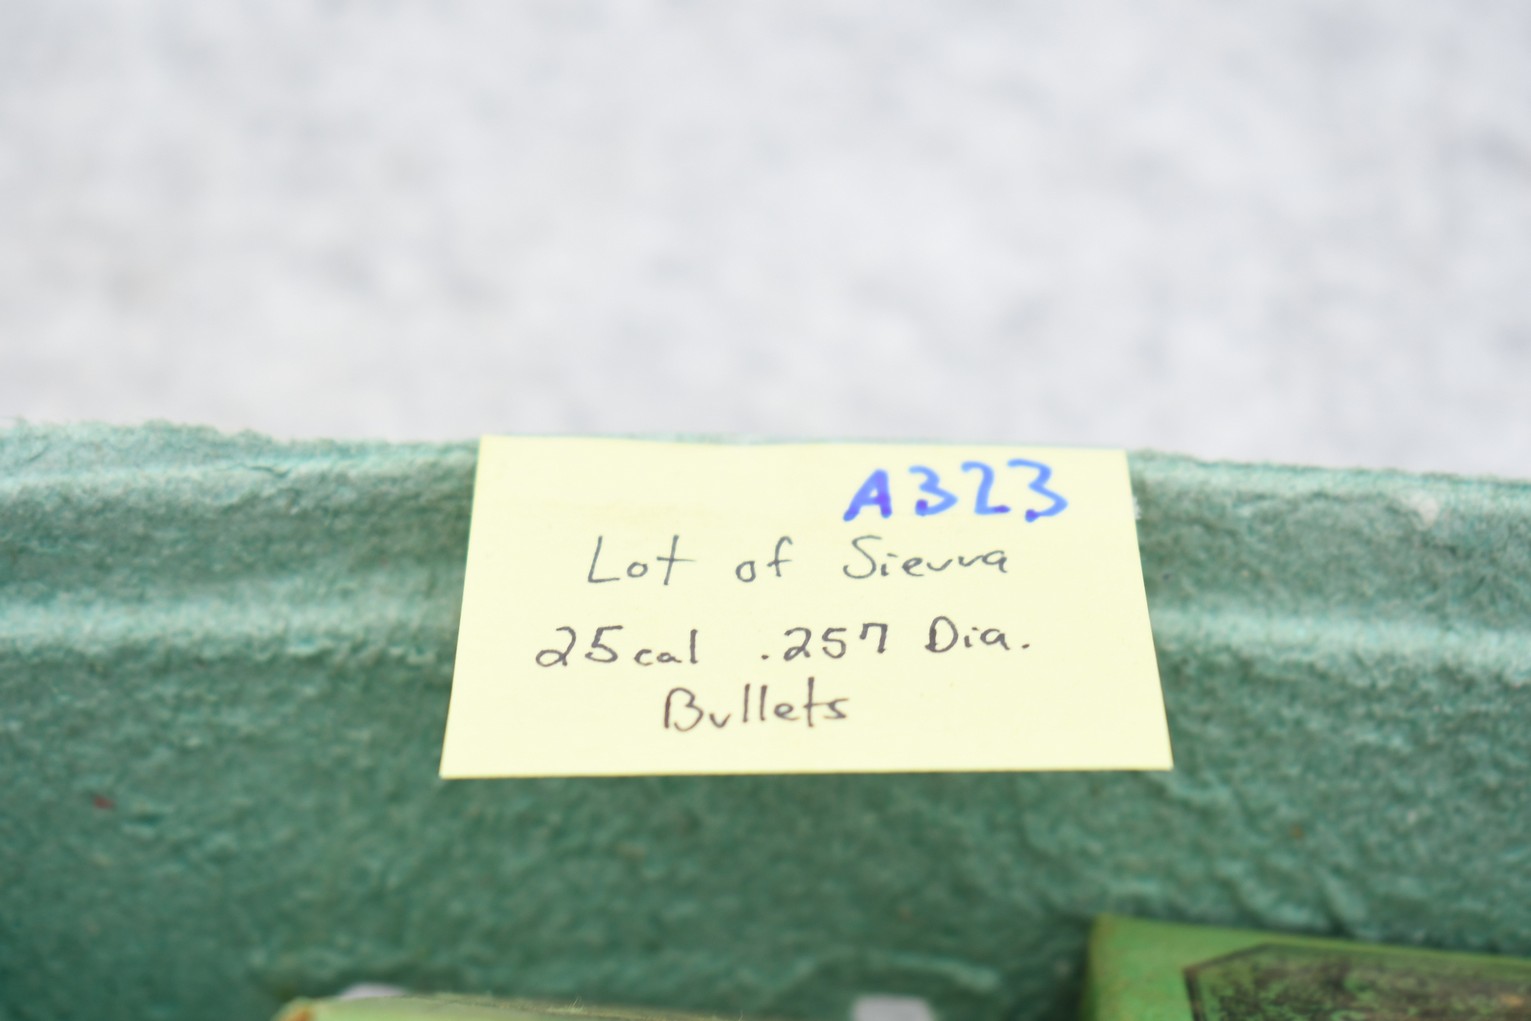 A323
Lot of Sierra
25cal .257 Dia.
Bullets